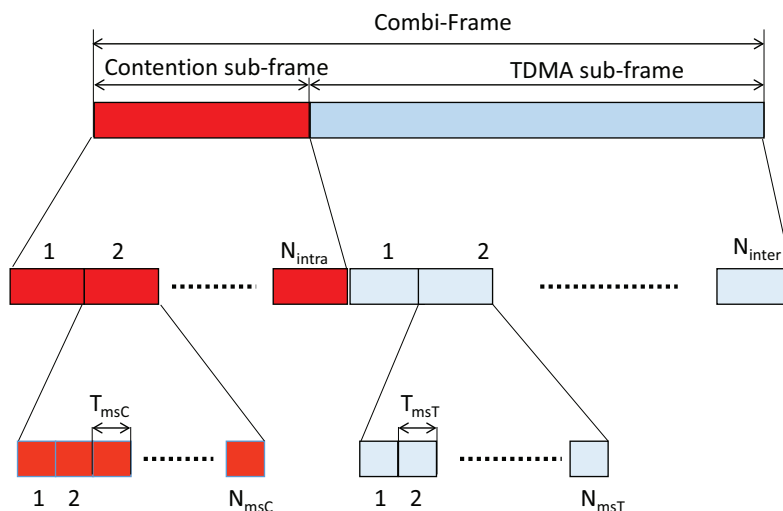 Combi-Frame
Contention sub-frame TDMA sub-frame
1 2 N_intra 1 2 N_inter
T_msC T_msT
1 2 N_msC 1 2 N_msT